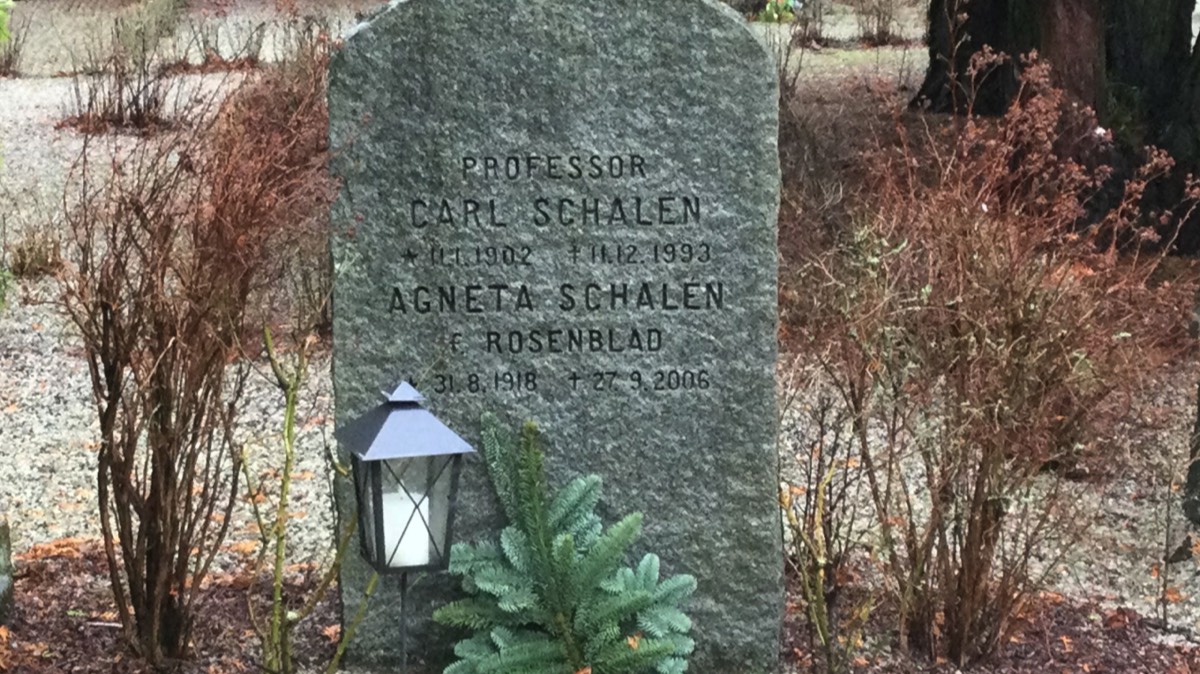 PROFESSOR
CARL SCHALÉN
* 11.1.1902 † 11.12.1993
AGNETA SCHALÉN
F. ROSENBLAD
* 31.8.1918 † 27.9.2006